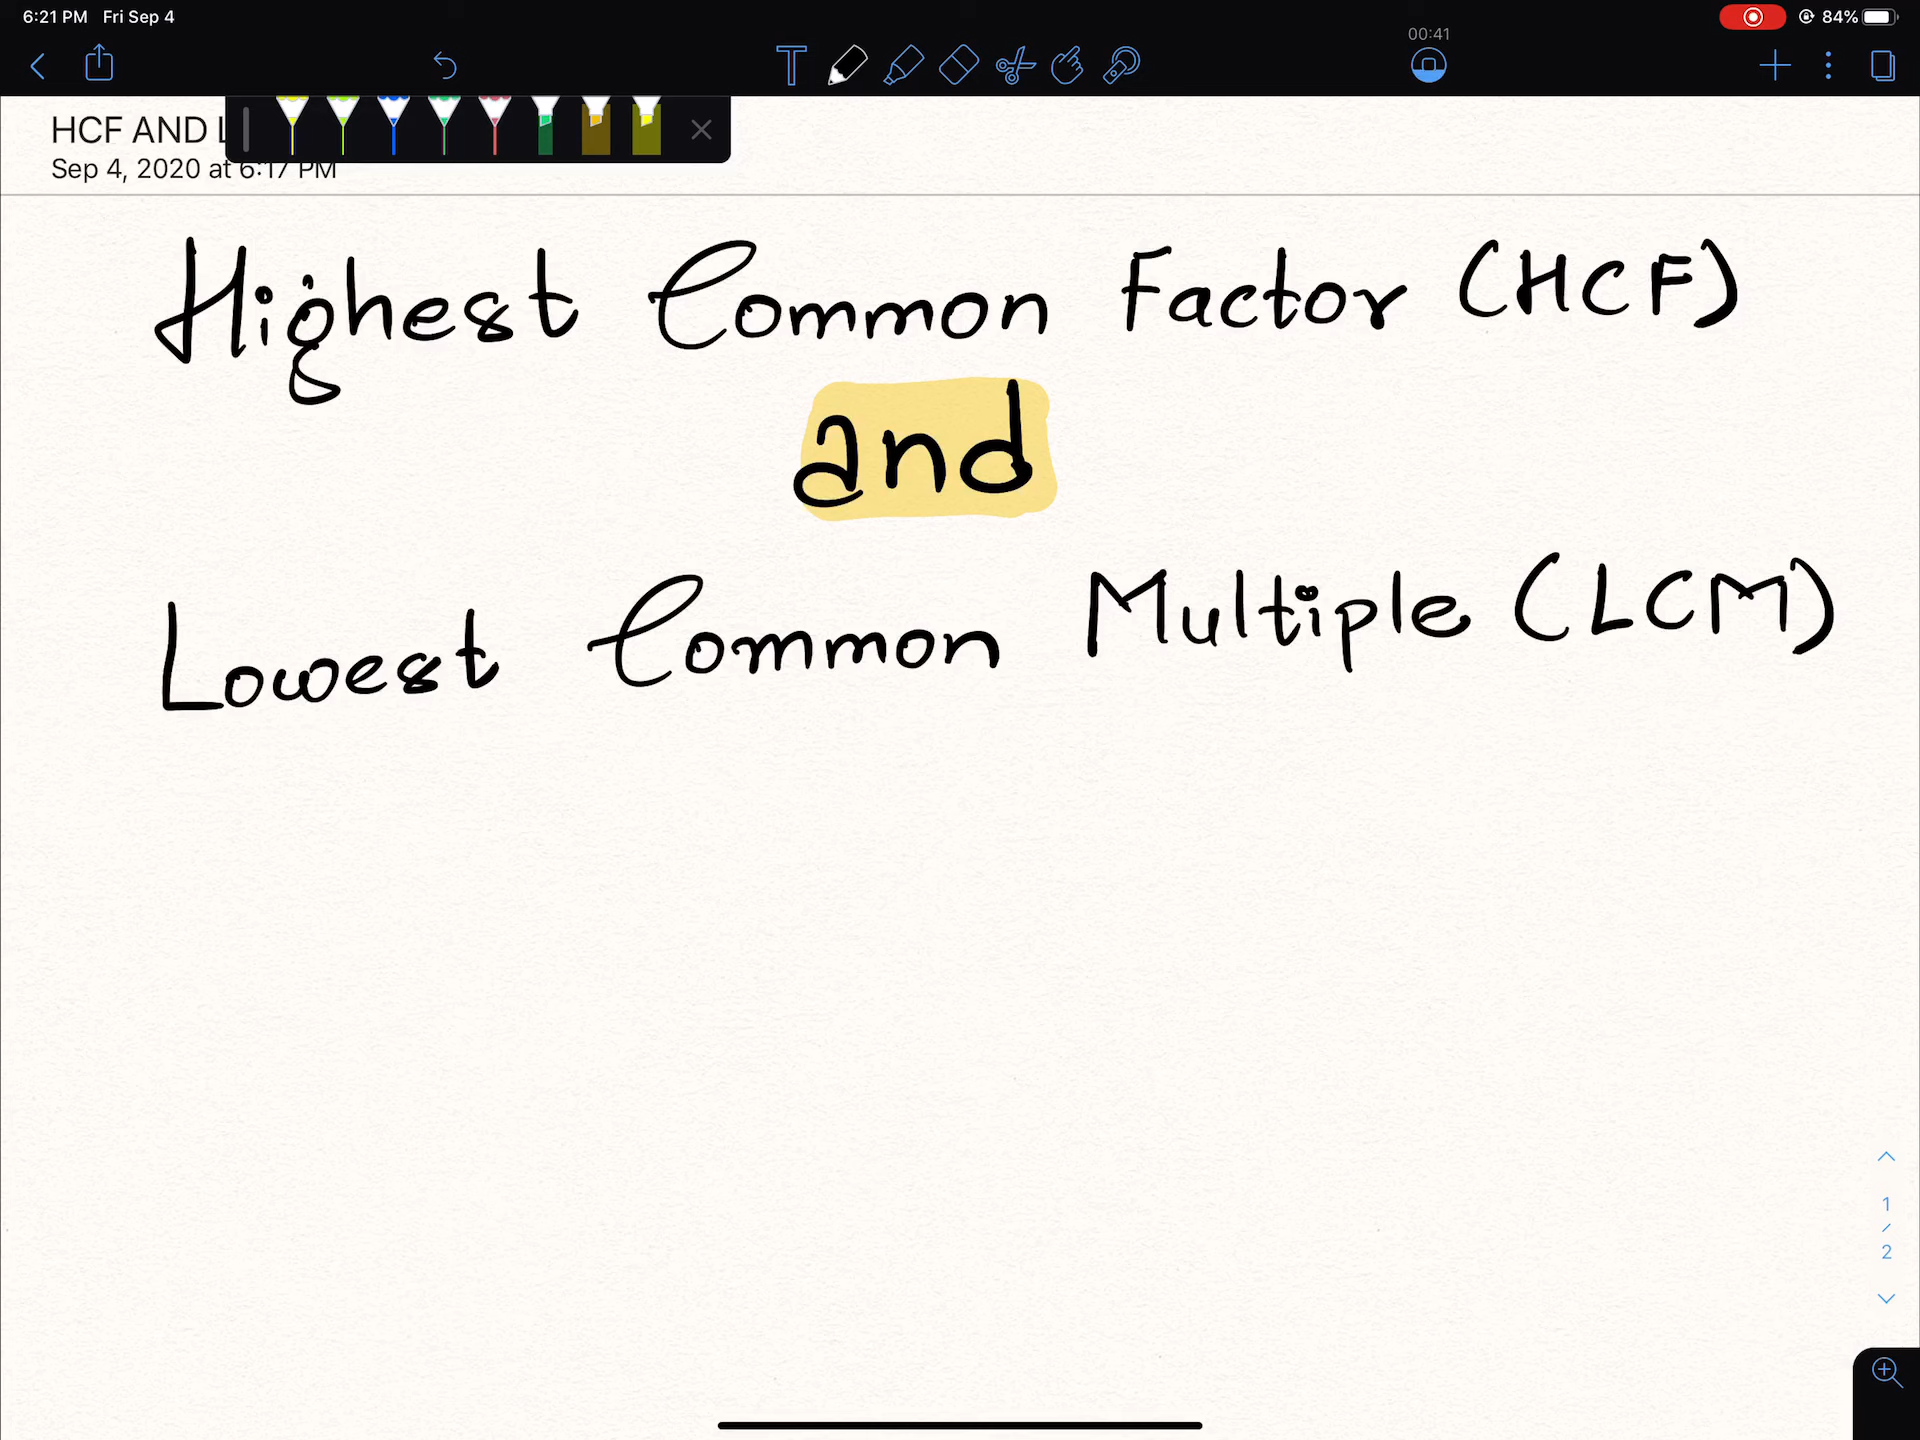 6:21 PM Fri Sep 4
84%
00:41
HCF AND
Sep 4, 2020 at 6:17 PM
Highest Common Factor (HCF)
and
Lowest Common Multiple (LCM)
1
/
2